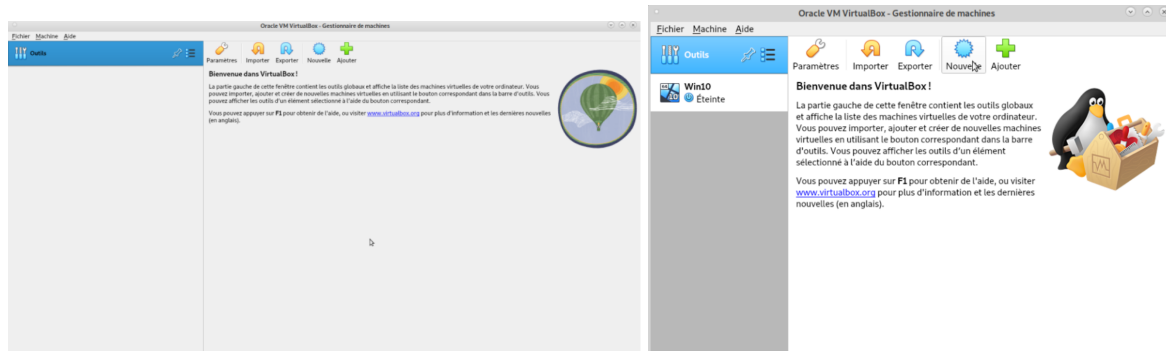 Oracle VM VirtualBox - Gestionnaire de machines
Fichier Machine Aide
Outils
Paramètres Importer Exporter Nouvelle Ajouter
Bienvenue dans VirtualBox !
La partie gauche de cette fenêtre contient les outils globaux et affiche la liste des machines virtuelles de votre ordinateur. Vous
pouvez importer, ajouter et créer de nouvelles machines virtuelles en utilisant le bouton correspondant dans la barre d'outils. Vous
pouvez afficher les outils d'un élément sélectionné à l'aide du bouton correspondant.
Vous pouvez appuyer sur F1 pour obtenir de l'aide, ou visiter www.virtualbox.org pour plus d'information et les dernières nouvelles
(en anglais).
Oracle VM VirtualBox - Gestionnaire de machines
Fichier Machine Aide
Outils
Paramètres Importer Exporter Nouvelle Ajouter
Win10
Éteinte
Bienvenue dans VirtualBox !
La partie gauche de cette fenêtre contient les outils globaux
et affiche la liste des machines virtuelles de votre ordinateur.
Vous pouvez importer, ajouter et créer de nouvelles machines
virtuelles en utilisant le bouton correspondant dans la barre
d'outils. Vous pouvez afficher les outils d'un élément
sélectionné à l'aide du bouton correspondant.
Vous pouvez appuyer sur F1 pour obtenir de l'aide, ou visiter
www.virtualbox.org pour plus d'information et les dernières
nouvelles (en anglais).